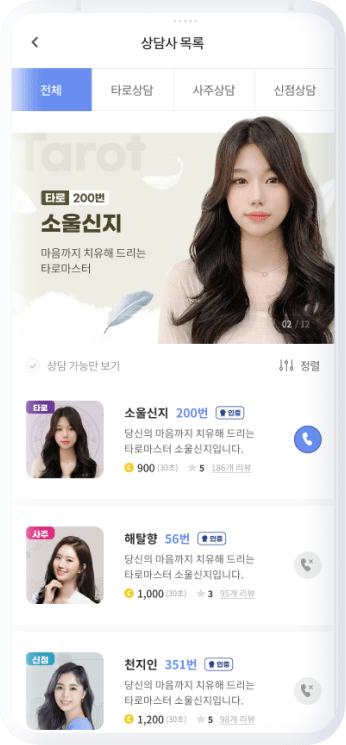 상담사 목록
전체
타로상담
사주상담
신점상담
Tarot
타로 200번
소울신지
마음까지 치유해 드리는
타로마스터
02 / 12
상담 가능만 보기
정렬
타로
소울신지 200번 인증
당신의 마음까지 치유해 드리는
타로마스터 소울신지입니다.
C 900 (30초) 5 186개 리뷰
사주
해탈향 56번 인증
당신의 마음까지 치유해 드리는
타로마스터 소울신지입니다.
C 1,000 (30초) 3 95개 리뷰
신점
천지인 351번 인증
당신의 마음까지 치유해 드리는
타로마스터 소울신지입니다.
C 1,200 (30초) 5 98개 리뷰